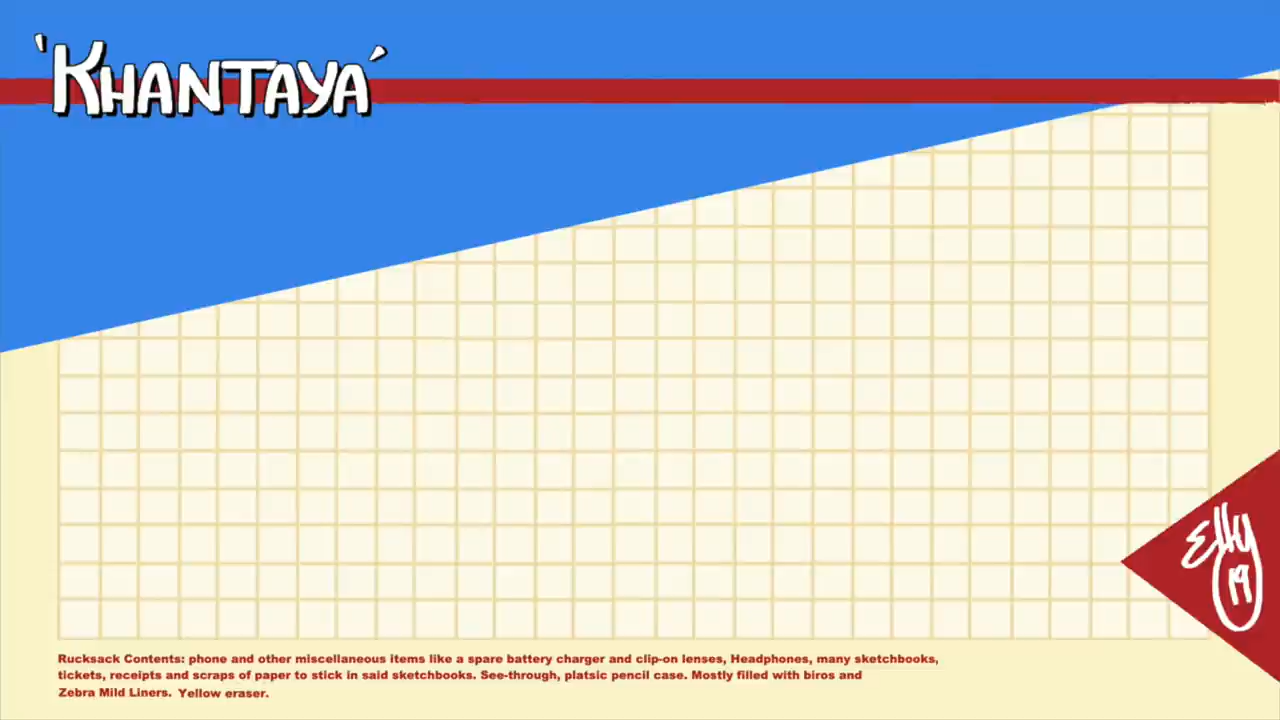 'KHANTAYA'
Elly
19
Rucksack Contents: phone and other miscellaneous items like a spare battery charger and clip-on lenses, Headphones, many sketchbooks,
tickets, receipts and scraps of paper to stick in said sketchbooks. See-through, platsic pencil case. Mostly filled with biros and
Zebra Mild Liners. Yellow eraser.